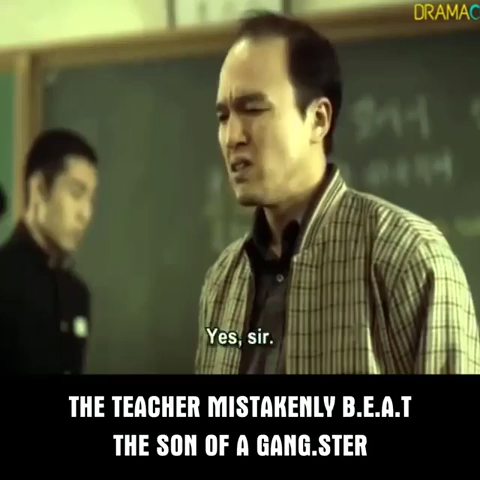 DRAMAC
Yes, sir.
THE TEACHER MISTAKENLY B.E.A.T
THE SON OF A GANG.STER